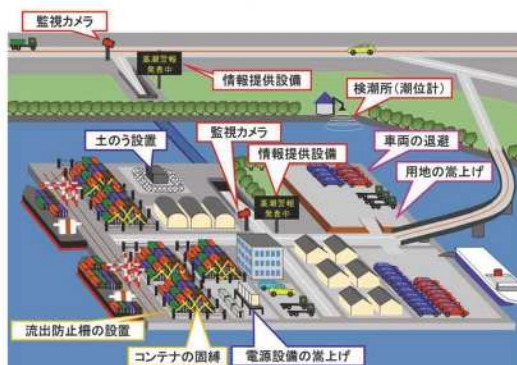 監視カメラ
高潮警報
発表中
情報提供設備
検潮所(潮位計)
土のう設置
監視カメラ
車両の退避
情報提供設備
用地の嵩上げ
高潮警報
発表中
流出防止柵の設置
コンテナの固縛
電源設備の嵩上げ